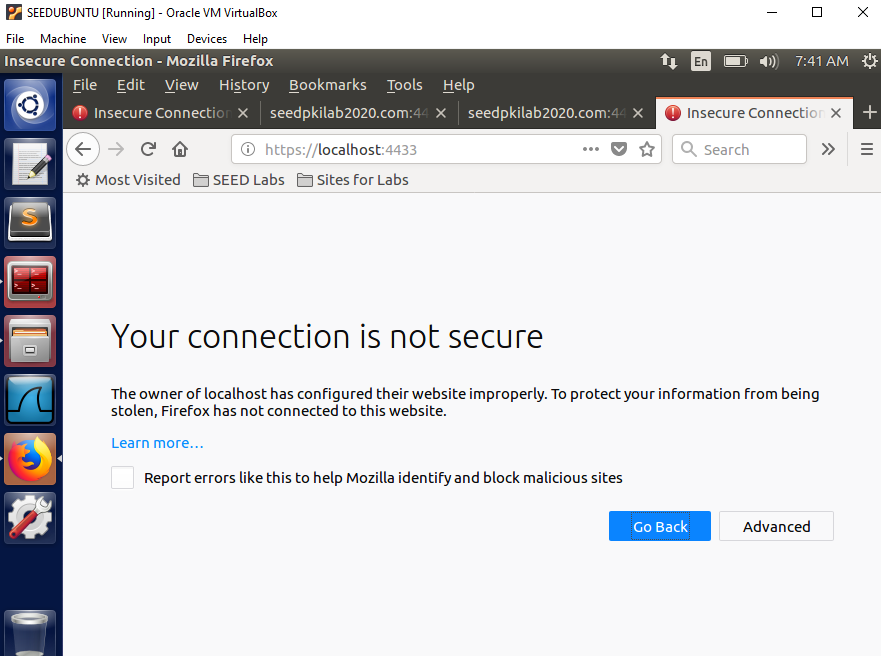 SEEDUBUNTU [Running] - Oracle VM VirtualBox
File Machine View Input Devices Help
Insecure Connection - Mozilla Firefox En 7:41 AM
File Edit View History Bookmarks Tools Help
Insecure Connection seedpkilab2020.com:44 seedpkilab2020.com:44 Insecure Connection
https://localhost:4433 Search
Most Visited SEED Labs Sites for Labs
Your connection is not secure
The owner of localhost has configured their website improperly. To protect your information from being
stolen, Firefox has not connected to this website.
Learn more…
Report errors like this to help Mozilla identify and block malicious sites
Go Back Advanced